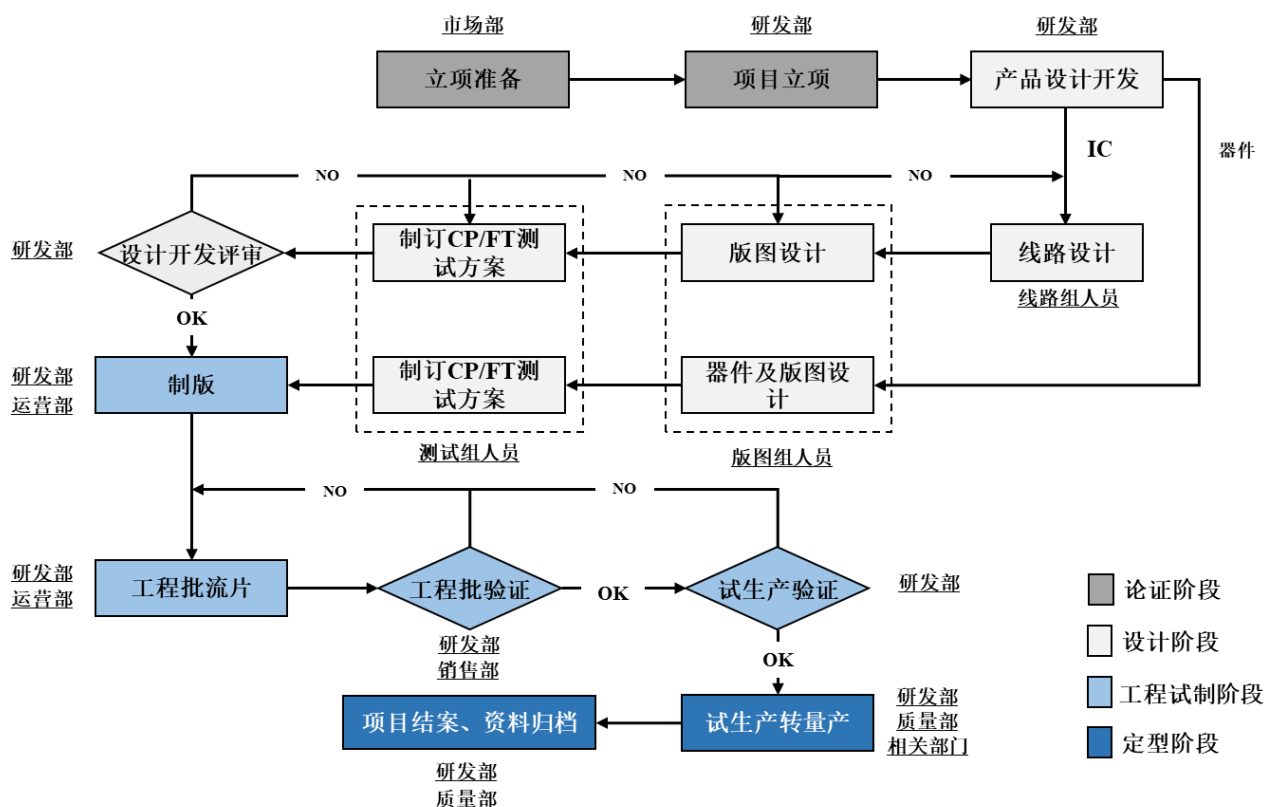 市场部
研发部
研发部
立项准备
项目立项
产品设计开发
IC
器件
NO
NO
NO
研发部
设计开发评审
制订CP/FT测
试方案
版图设计
线路设计
线路组人员
OK
研发部
运营部
制版
制订CP/FT测
试方案
器件及版图设
计
测试组人员
版图组人员
NO
NO
研发部
运营部
工程批流片
工程批验证
OK
试生产验证
研发部
研发部
销售部
OK
项目结案、资料归档
试生产转量产
研发部
质量部
相关部门
研发部
质量部
论证阶段
设计阶段
工程试制阶段
定型阶段